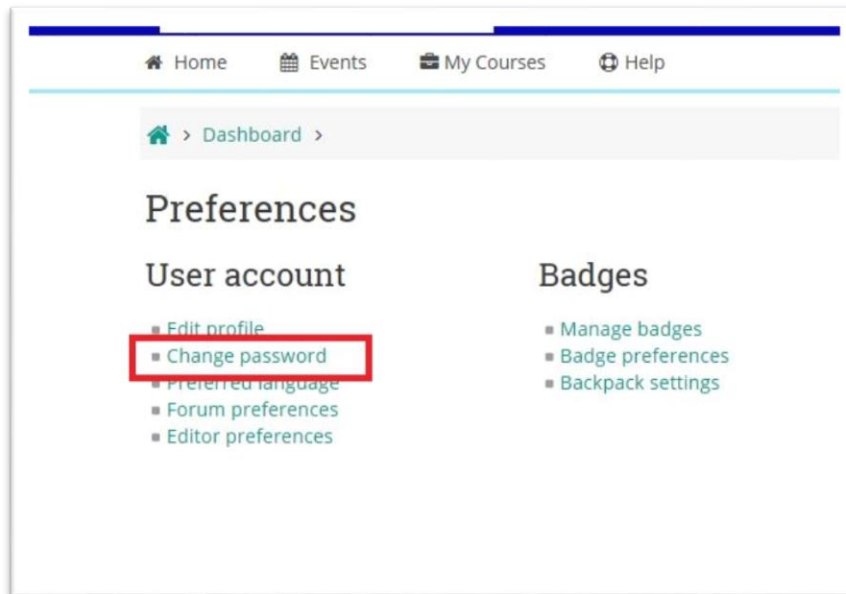 Home Events My Courses Help
> Dashboard >
Preferences
User account
Edit profile
Change password
Preferred language
Forum preferences
Editor preferences
Badges
Manage badges
Badge preferences
Backpack settings